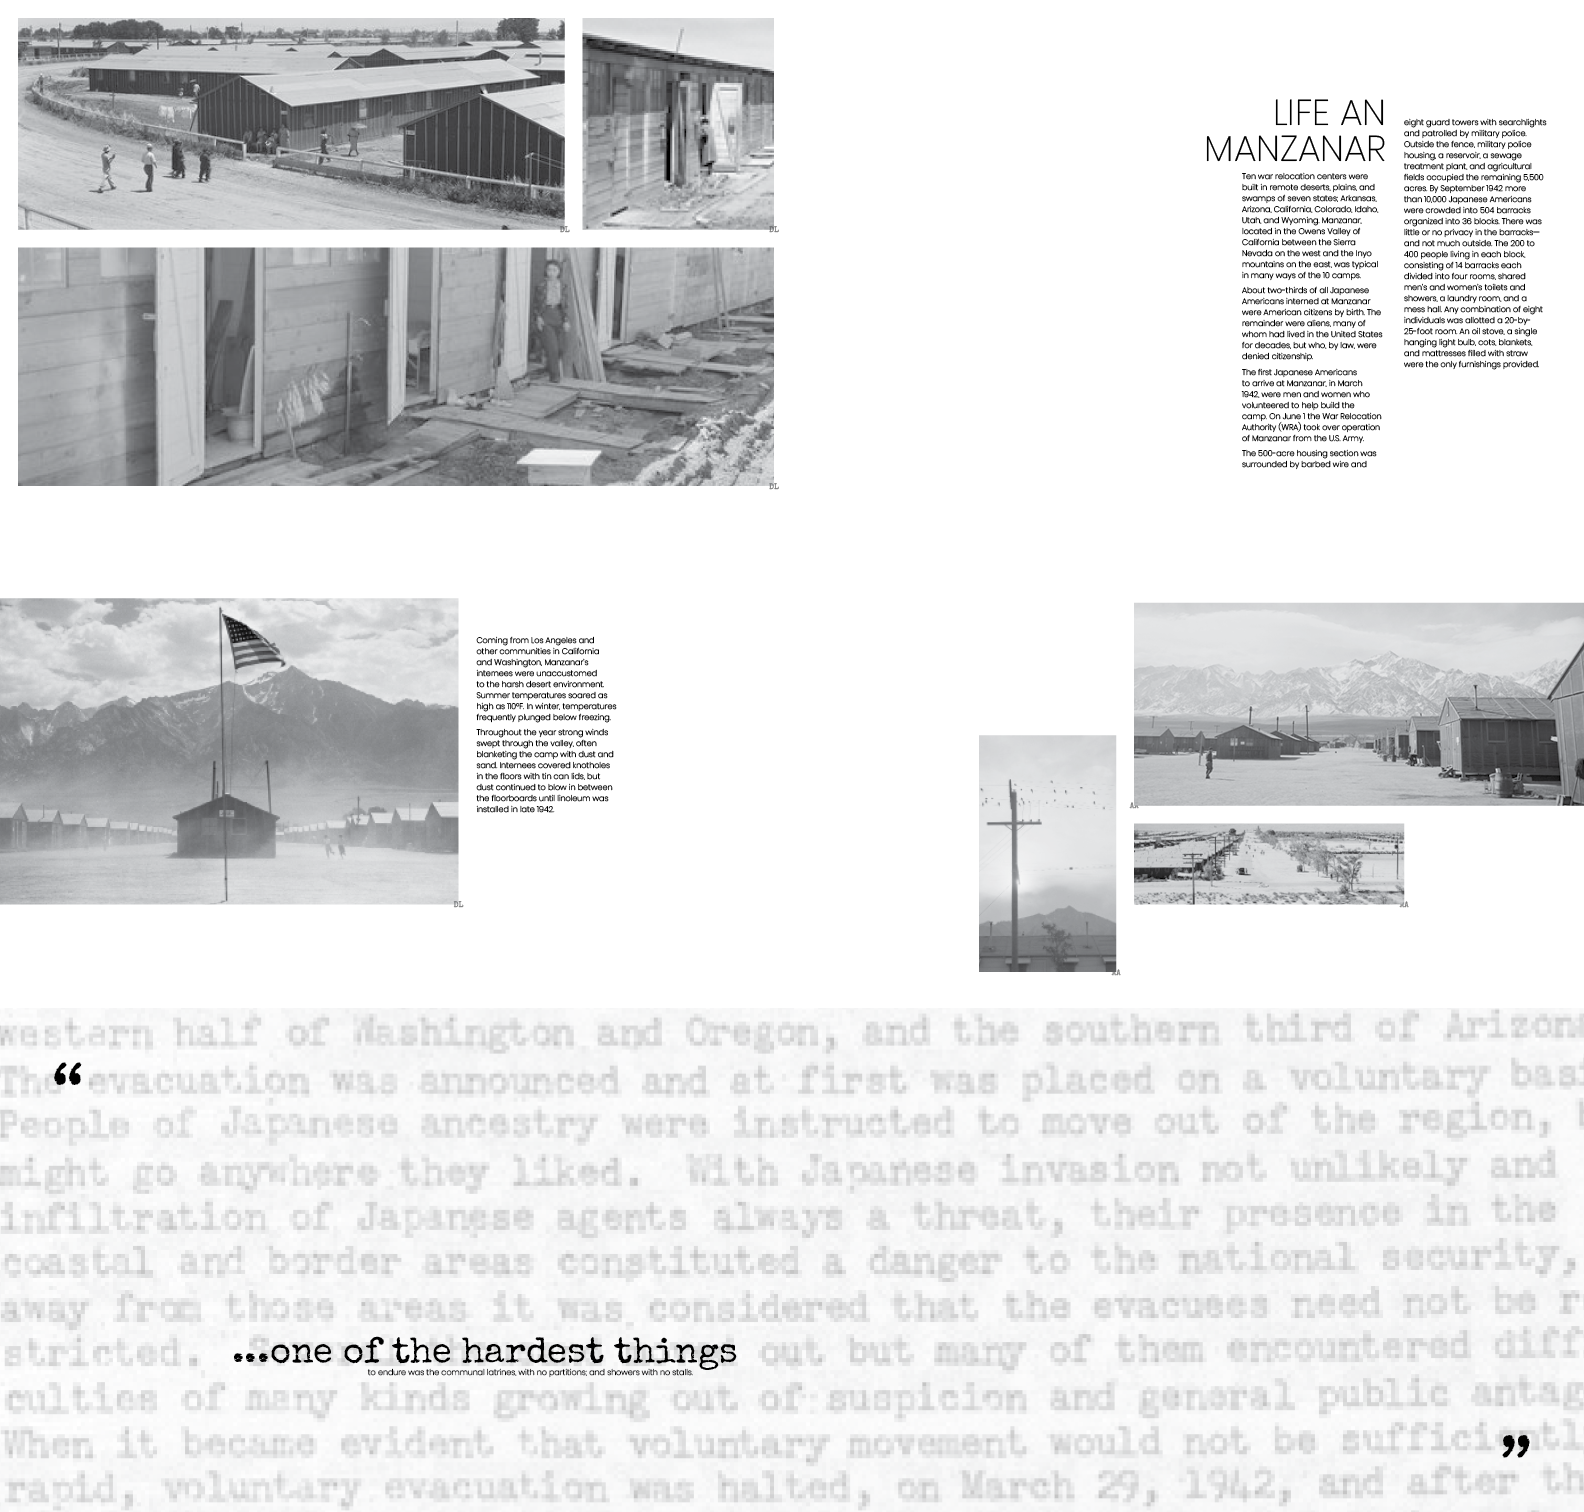 DL
DL
DL
LIFE AN
MANZANAR
Ten war relocation centers were
built in remote deserts, plains, and
swamps of seven states; Arkansas,
Arizona, California, Colorado, Idaho,
Utah, and Wyoming. Manzanar,
located in the Owens Valley of
California between the Sierra
Nevada on the west and the Inyo
mountains on the east, was typical
in many ways of the 10 camps.
About two-thirds of all Japanese
Americans interned at Manzanar
were American citizens by birth. The
remainder were aliens, many of
whom had lived in the United States
for decades, but who, by law, were
denied citizenship.
The first Japanese Americans
to arrive at Manzanar, in March
1942, were men and women who
volunteered to help build the
camp. On June 1 the War Relocation
Authority (WRA) took over operation
of Manzanar from the U.S. Army.
The 500-acre housing section was
surrounded by barbed wire and
eight guard towers with searchlights
and patrolled by military police.
Outside the fence, military police
housing, a reservoir, a sewage
treatment plant, and agricultural
fields occupied the remaining 5,500
acres. By September 1942 more
than 10,000 Japanese Americans
were crowded into 504 barracks
organized into 36 blocks. There was
little or no privacy in the barracks—
and not much outside. The 200 to
400 people living in each block,
consisting of 14 barracks each
divided into four rooms, shared
men's and women's toilets and
showers, a laundry room, and a
mess hall. Any combination of eight
individuals was allotted a 20-by-
25-foot room. An oil stove, a single
hanging light bulb, cots, blankets,
and mattresses filled with straw
were the only furnishings provided.
Coming from Los Angeles and
other communities in California
and Washington, Manzanar's
internees were unaccustomed
to the harsh desert environment.
Summer temperatures soared as
high as 110ºF. In winter, temperatures
frequently plunged below freezing.
Throughout the year strong winds
swept through the valley, often
blanketing the camp with dust and
sand. Internees covered knotholes
in the floors with tin can lids, but
dust continued to blow in between
the floorboards until linoleum was
installed in late 1942.
DL
AA
western half of Washington and Oregon, and the southern third of Arizona
“ The evacuation was announced and at first was placed on a voluntary basi
People of Japanese ancestry were instructed to move out of the region,
might go anywhere they liked. With Japanese invasion not unlikely and
infiltration of Japanese agents always a threat, their presence in the
coastal and border areas constituted a danger to the national security,
away from those areas it was considered that the evacuees need not be r
stricted. out but many of them encountered diff
...one of the hardest things
to endure was the communal latrines, with no partitions; and showers with no stalls.
culties of many kinds growing out of suspicion and general public antag
When it became evident that voluntary movement would not be sufficiently ”
rapid, voluntary evacuation was halted, on March 29, 1942, and after th